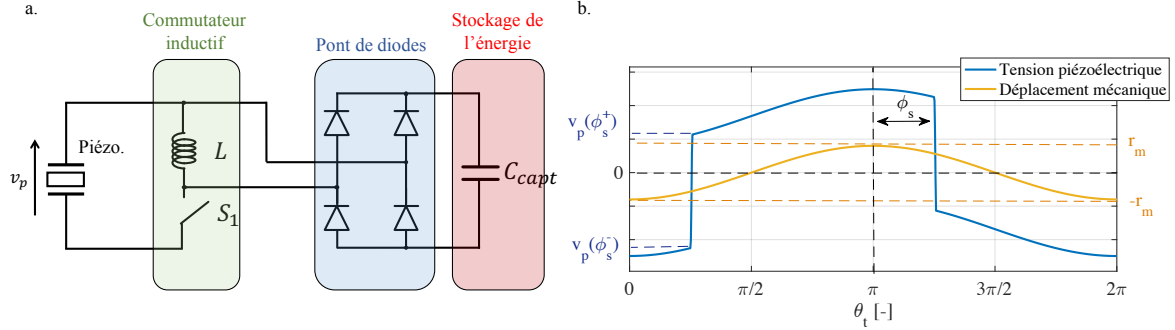 a.
Commutateur
inductif
Pont de diodes
Stockage de
l'énergie
Piézo.
v_p
L
S_1
C_capt
b.
Tension piézoélectrique
Déplacement mécanique
ϕ_s
v_p(ϕ_s^+)
r_m
0
-r_m
v_p(ϕ_s^-)
0 π/2 π 3π/2 2π
θ_t [-]